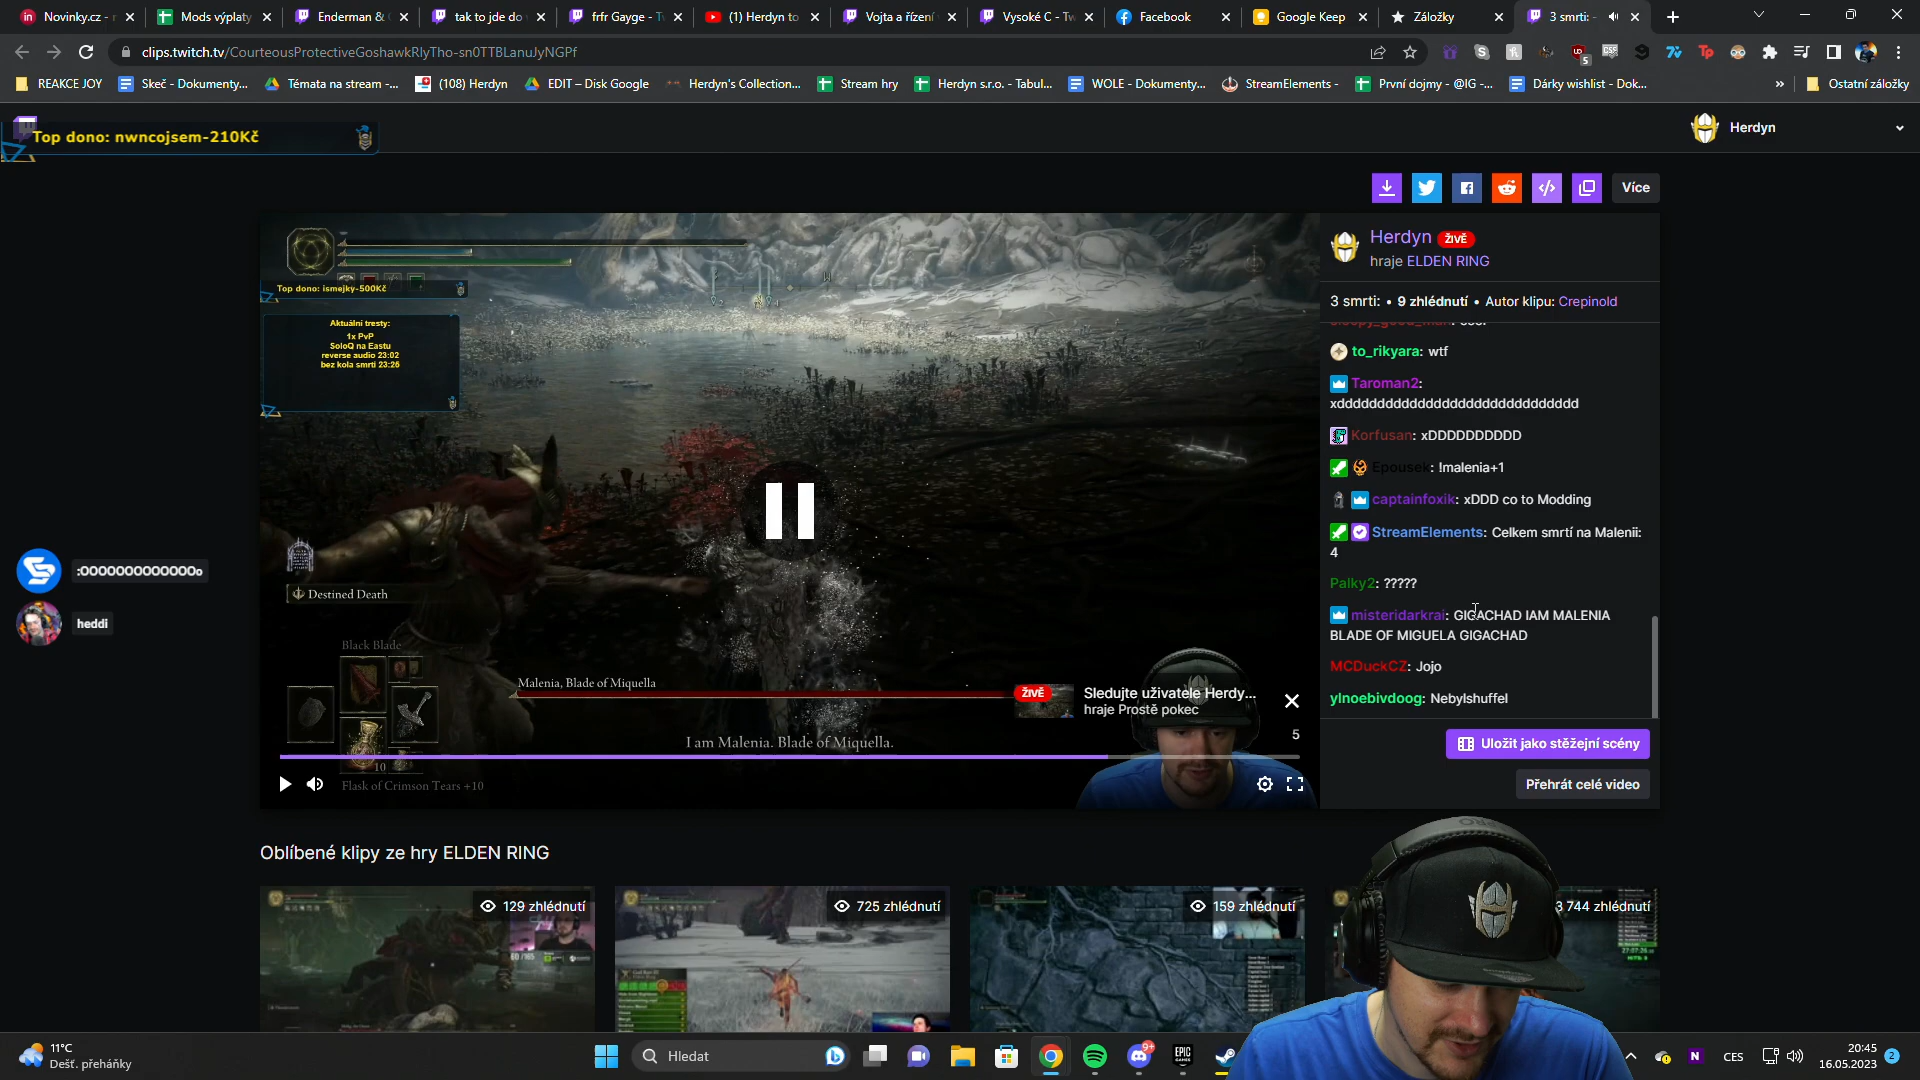 Novinky.cz -
Mods výplaty
Enderman &
tak to jde do
frfr Gayge - T
(1) Herdyn to
Vojta a řízení
Vysoké C - Tw
Facebook
Google Keep
Záložky
3 smrti: -
clips.twitch.tv/CourteousProtectiveGoshawkRlyTho-sn0TTBLanuJyNGPf
REAKCE JOY
Skeč - Dokumenty...
Témata na stream -...
(108) Herdyn
EDIT – Disk Google
Herdyn's Collection...
Stream hry
Herdyn s.r.o. - Tabul...
WOLE - Dokumenty...
StreamElements -
První dojmy - @IG -...
Dárky wishlist - Dok...
»
Ostatní záložky
Top dono: nwncojsem-210Kč
Herdyn
Více
Top dono: ismejky-500Kč
Aktuální tresty:
1x PvP
SoloQ na Eastu
reverse audio 23:02
bez kola smrti 23:26
Destined Death
Black Blade
10
Flask of Crimson Tears +10
Malenia, Blade of Miquella
I am Malenia. Blade of Miquella.
ŽIVĚ
Sledujte uživatele Herdy...
hraje Prostě pokec
5
Herdyn ŽIVĚ
hraje ELDEN RING
3 smrti: • 9 zhlédnutí • Autor klipu: Crepinold
to_rikyara: wtf
Taroman2:
xdddddddddddddddddddddddddddddd
Korfusan: xDDDDDDDDDD
Epousek: !malenia+1
captainfoxik: xDDD co to Modding
StreamElements: Celkem smrtí na Malenii:
4
Palky2: ?????
misteridarkrai: GIGACHAD IAM MALENIA
BLADE OF MIGUELA GIGACHAD
MCDuckCZ: Jojo
ylnoebivdoog: Nebylshuffel
Uložit jako stěžejní scény
Přehrát celé video
:OOOOOOOOOOOOOo
heddi
Oblíbené klipy ze hry ELDEN RING
129 zhlédnutí
725 zhlédnutí
159 zhlédnutí
3 744 zhlédnutí
11°C
Dešť. přeháňky
Hledat
9+
EPIC
GAMES
CES
20:45
16.05.2023
2